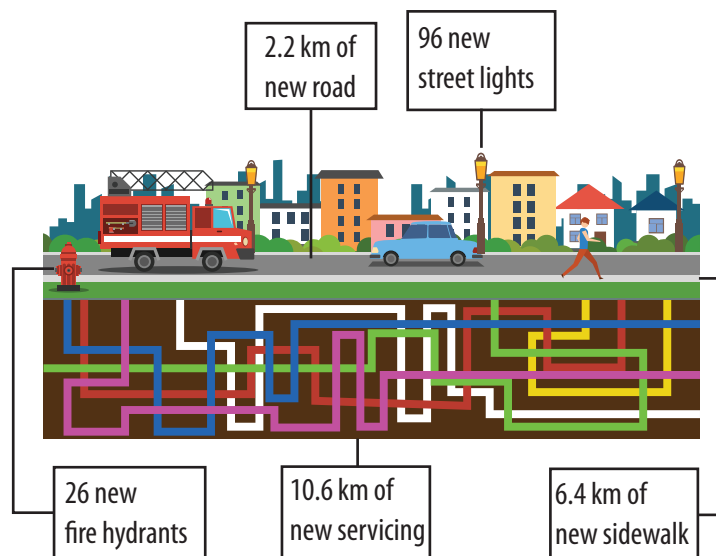 2.2 km of
new road
96 new
street lights
26 new
fire hydrants
10.6 km of
new servicing
6.4 km of
new sidewalk